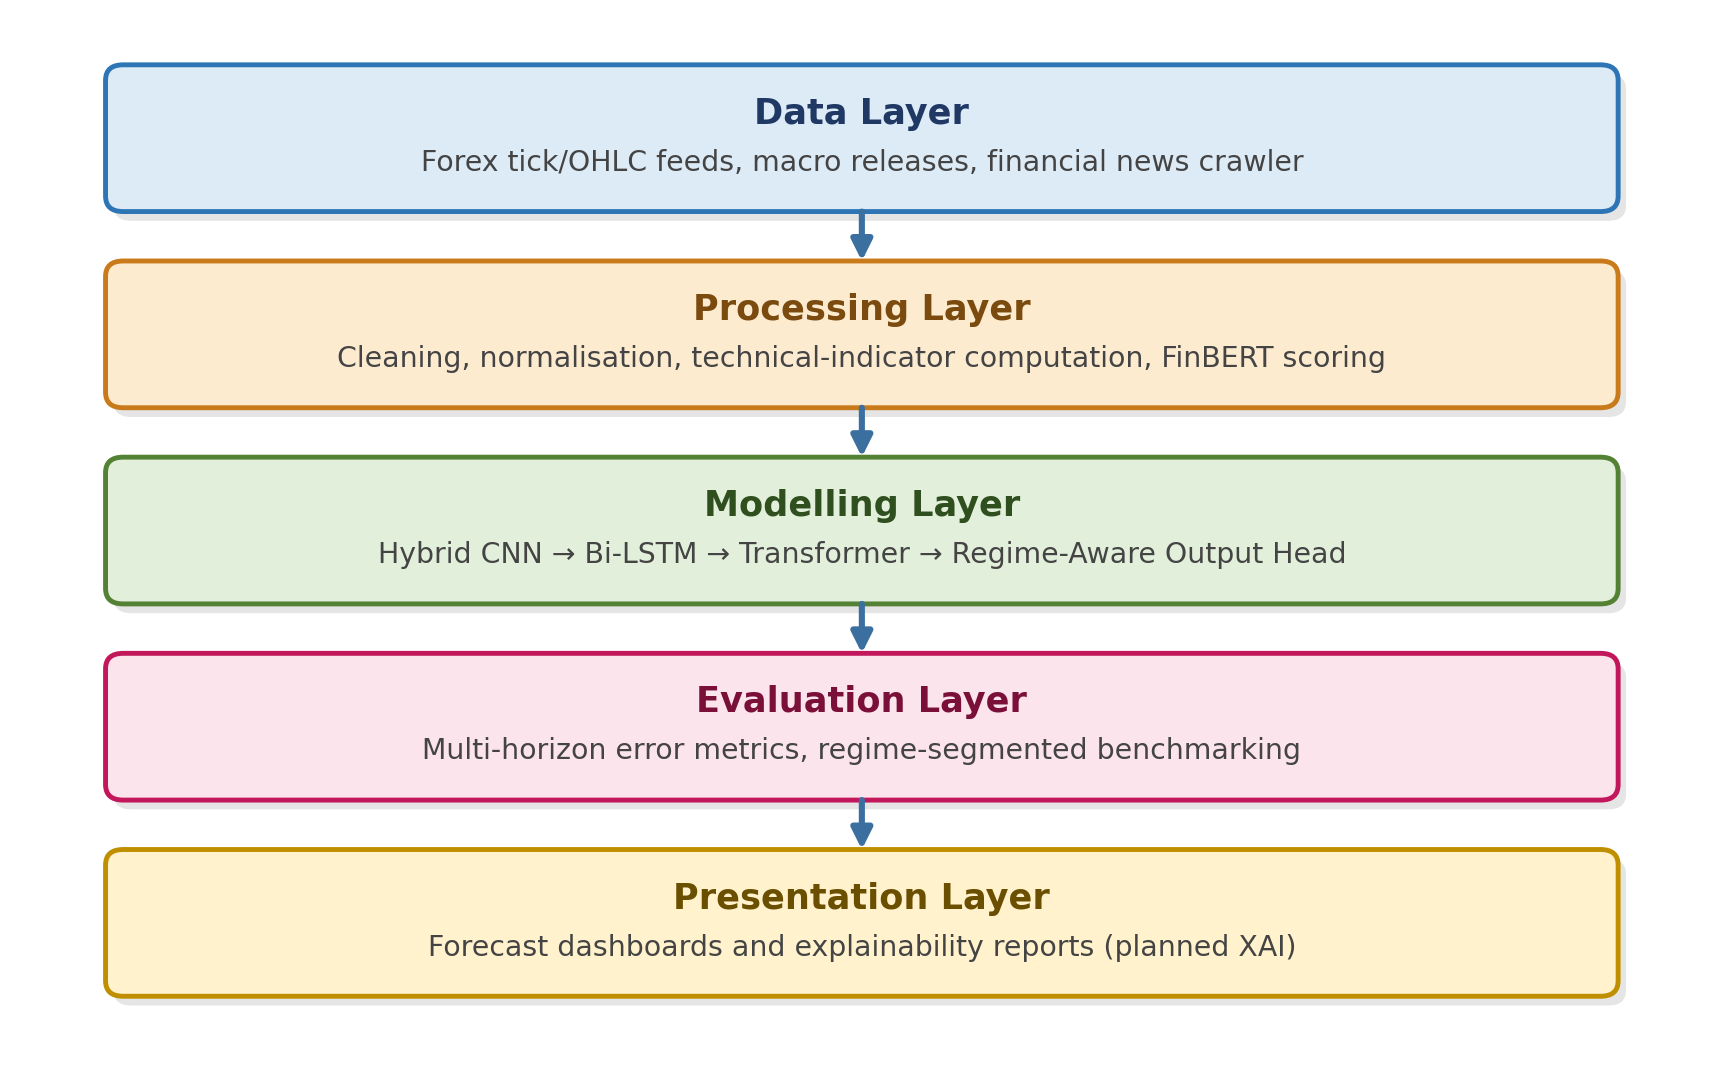 Data Layer
Forex tick/OHLC feeds, macro releases, financial news crawler
Processing Layer
Cleaning, normalisation, technical-indicator computation, FinBERT scoring
Modelling Layer
Hybrid CNN → Bi-LSTM → Transformer → Regime-Aware Output Head
Evaluation Layer
Multi-horizon error metrics, regime-segmented benchmarking
Presentation Layer
Forecast dashboards and explainability reports (planned XAI)